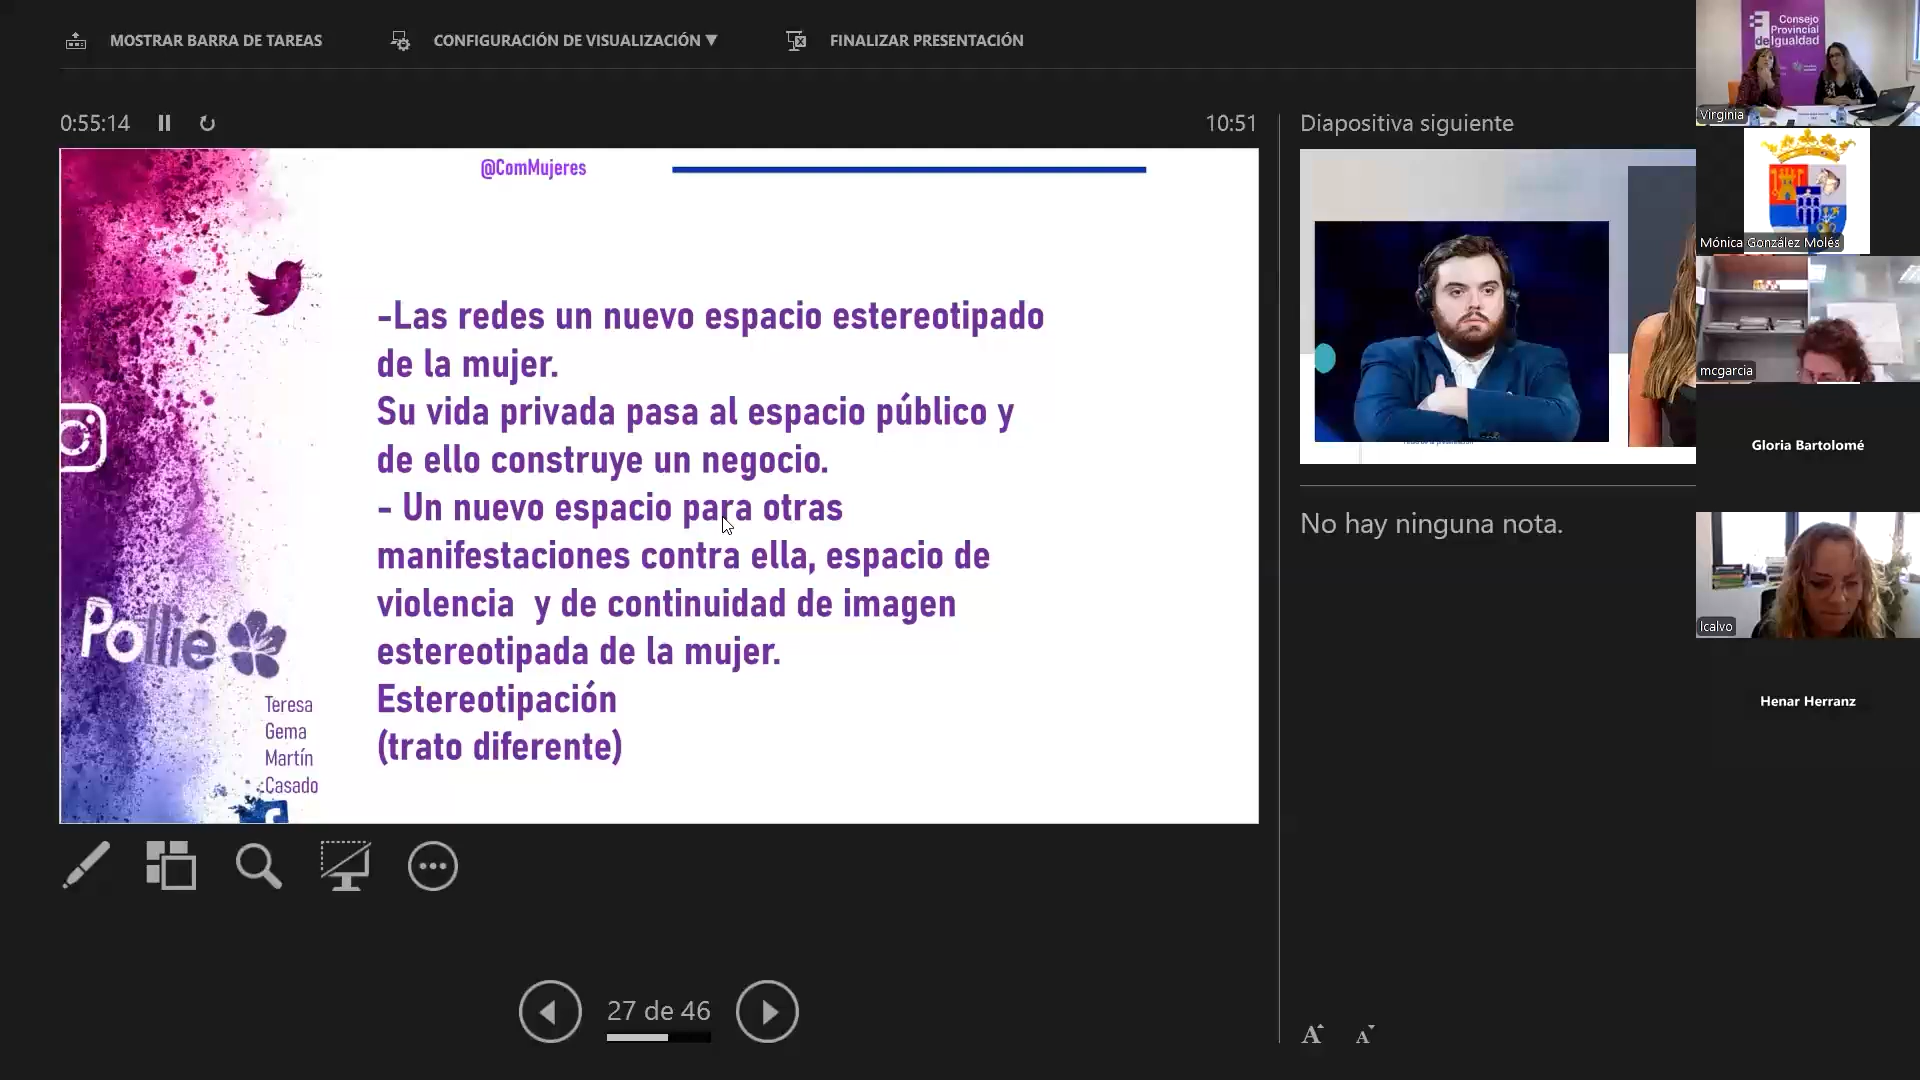 MOSTRAR BARRA DE TAREAS
CONFIGURACIÓN DE VISUALIZACIÓN ▼
FINALIZAR PRESENTACIÓN
0:55:14
10:51
Diapositiva siguiente
@ComMujeres
-Las redes un nuevo espacio estereotipado
de la mujer.
Su vida privada pasa al espacio público y
de ello construye un negocio.
- Un nuevo espacio para otras
manifestaciones contra ella, espacio de
violencia y de continuidad de imagen
estereotipada de la mujer.
Estereotipación
(trato diferente)
Pollié
Teresa
Gema
Martín
Casado
No hay ninguna nota.
27 de 46
Consejo
Provincial
de Igualdad
Virginia
Mónica González Molés
mcgarcia
Gloria Bartolomé
lcalvo
Henar Herranz